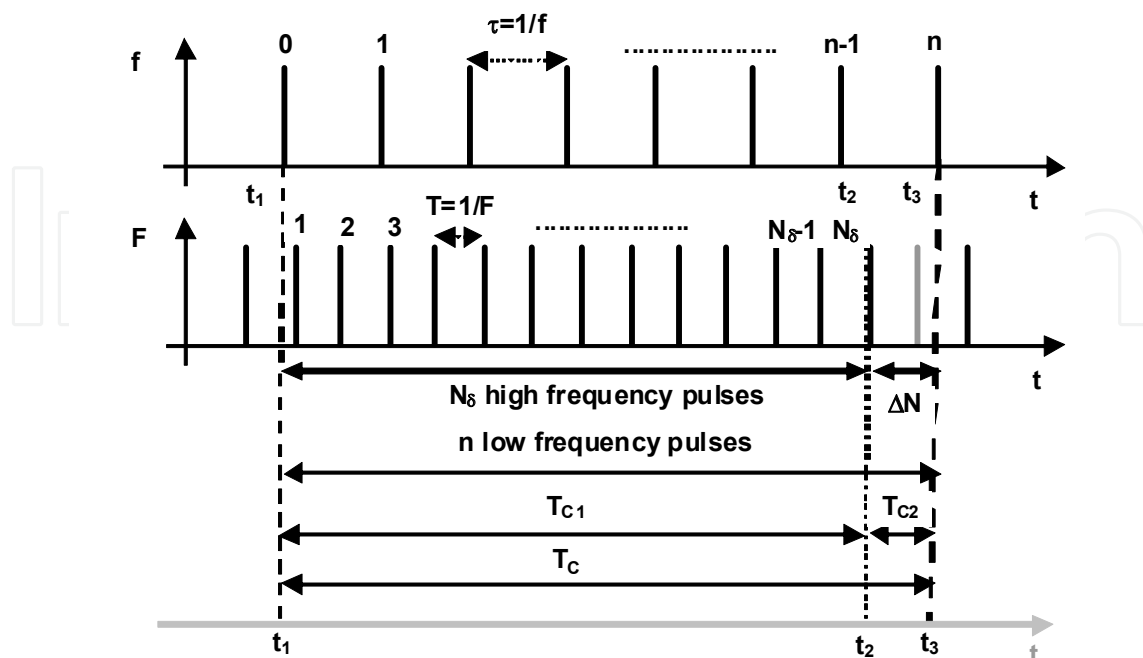 τ=1/f
0 1 n-1 n
f
t₁ t₂ t₃ t
T=1/F
F 1 2 3 Nδ-1 Nδ
t
Nδ high frequency pulses ΔN
n low frequency pulses
TC1 TC2
TC
t₁ t₂ t₃ t